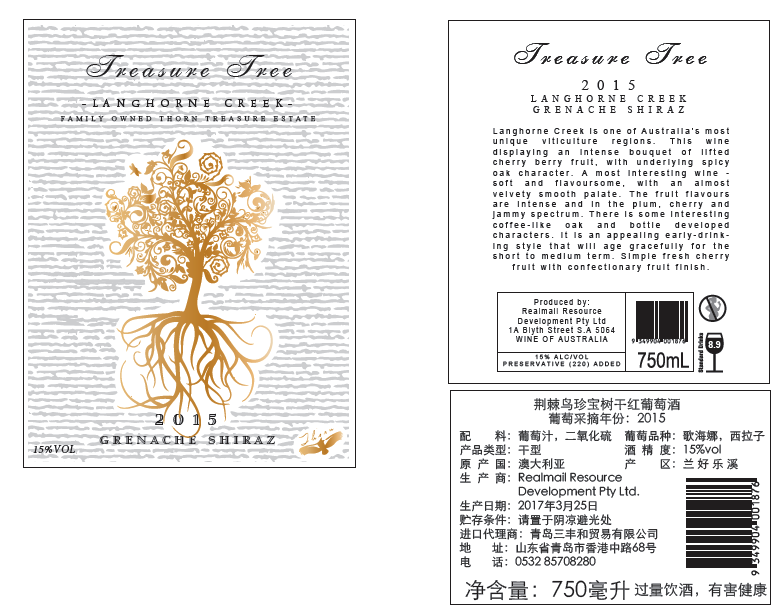 Treasure Tree
-LANGHORNE CREEK-
FAMILY OWNED THORN TREASURE ESTATE
2015
GRENACHE SHIRAZ
15%VOL
Treasure Tree
2015
LANGHORNE CREEK
GRENACHE SHIRAZ
Langhorne Creek is one of Australia's most
unique viticulture regions. This wine
displaying an intense bouquet of lifted
cherry berry fruit, with underlying spicy
oak character. A most interesting wine -
soft and flavoursome, with an almost
velvety smooth palate. The fruit flavours
are intense and in the plum, cherry and
jammy spectrum. There is some interesting
coffee-like oak and bottle developed
characters. It is an appealing early-drink-
ing style that will age gracefully for the
short to medium term. Simple fresh cherry
fruit with confectionary fruit finish.
Produced by:
Realmail Resource
Development Pty Ltd
1A Blyth Street S.A 5064
WINE OF AUSTRALIA
15% ALC/VOL
PRESERVATIVE (220) ADDED
9 349904 001876
750mL
Standard Drinks
8.9
荆棘鸟珍宝树干红葡萄酒
葡萄采摘年份：2015
配 料：葡萄汁，二氧化硫 葡萄品种：歌海娜，西拉子
产品类型：干型 酒 精 度：15%vol
原 产 国：澳大利亚 产 区：兰好乐溪
生 产 商：Realmail Resource
Development Pty Ltd.
生产日期：2017年3月25日
贮存条件：请置于阴凉避光处
进口代理商：青岛三丰和贸易有限公司
地 址：山东省青岛市香港中路68号
电 话：0532 85708280
9 349904 001876
净含量：750毫升 过量饮酒，有害健康